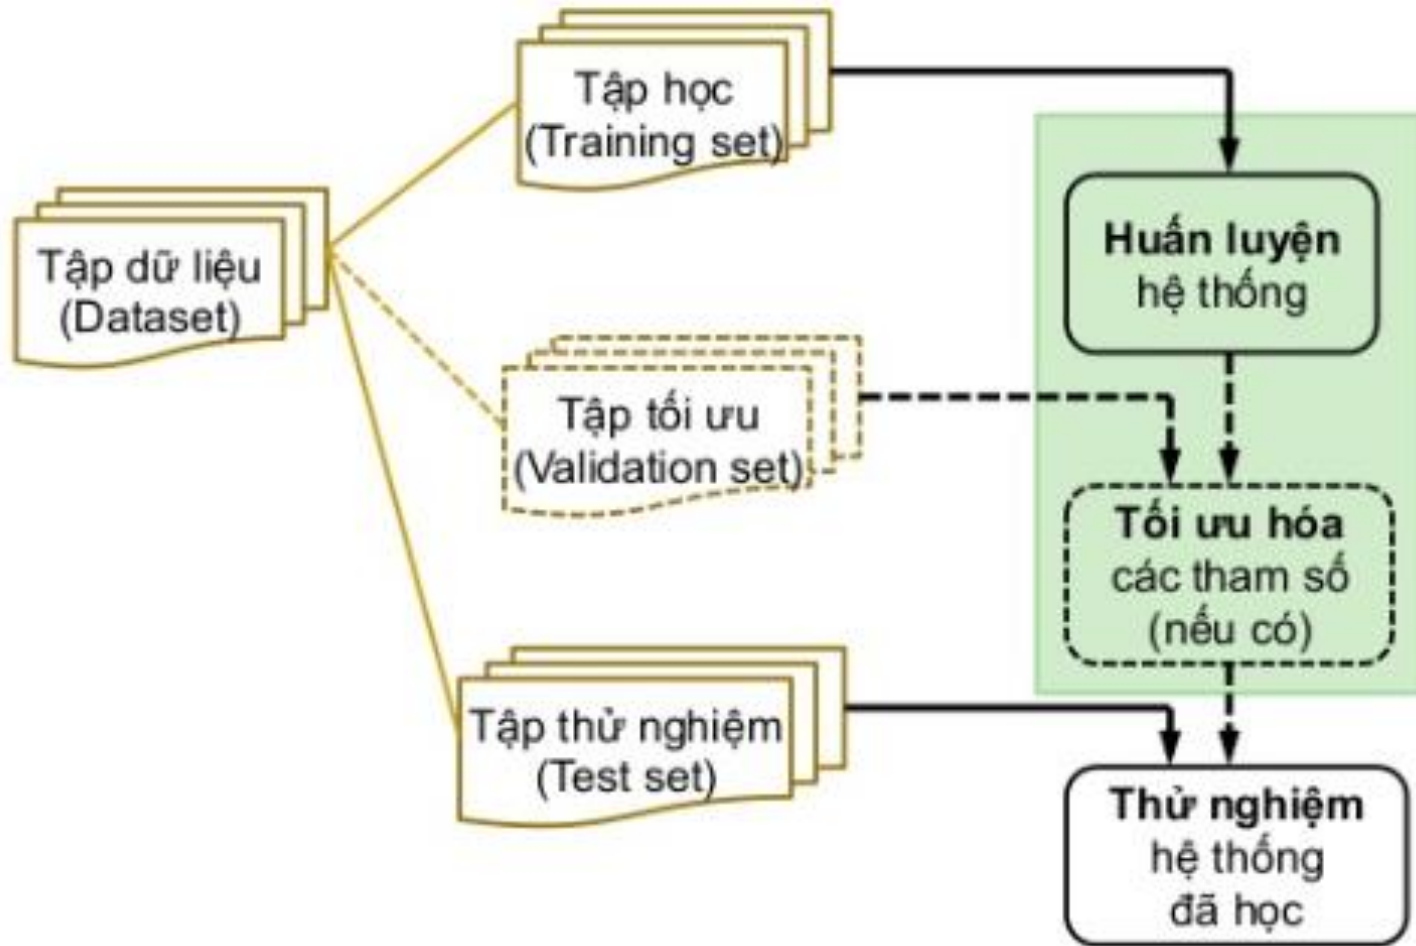 Tập học
(Training set)
Huấn luyện
hệ thống
Tập dữ liệu
(Dataset)
Tập tối ưu
(Validation set)
Tối ưu hóa
các tham số
(nếu có)
Tập thử nghiệm
(Test set)
Thử nghiệm
hệ thống
đã học